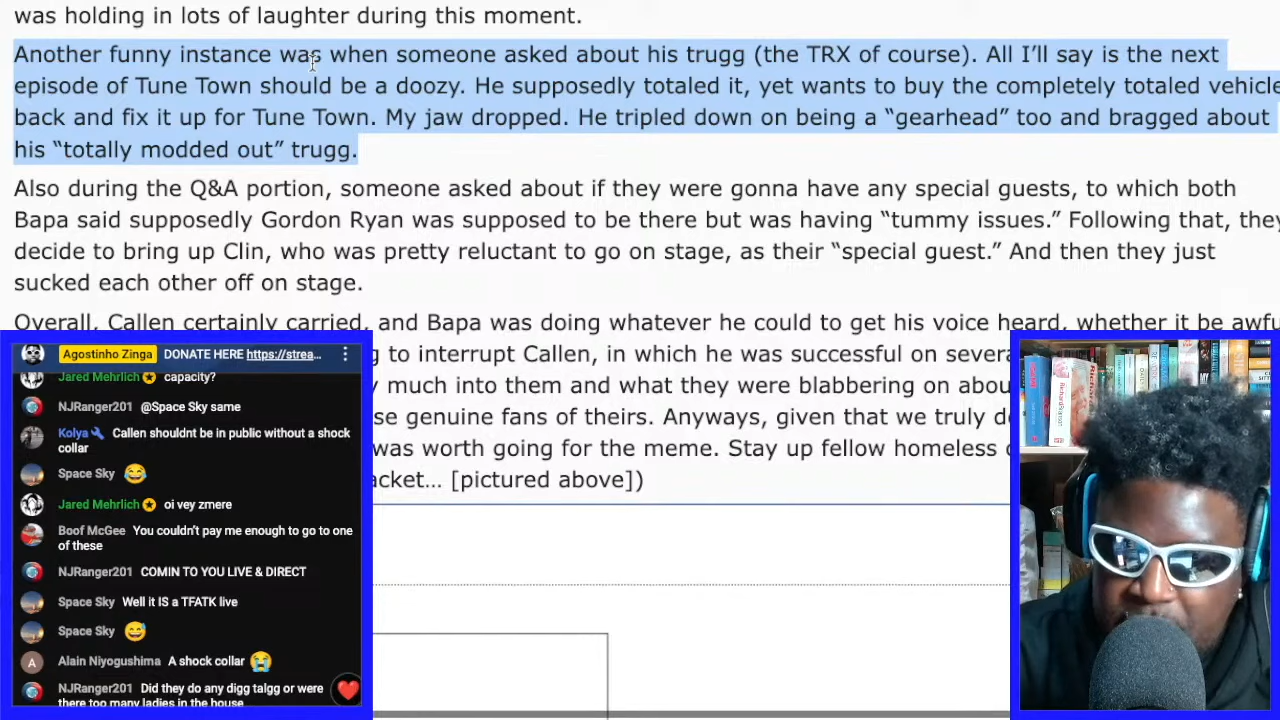 was holding in lots of laughter during this moment.
Another funny instance was when someone asked about his trugg (the TRX of course). All I’ll say is the next
episode of Tune Town should be a doozy. He supposedly totaled it, yet wants to buy the completely totaled vehicle
back and fix it up for Tune Town. My jaw dropped. He tripled down on being a “gearhead” too and bragged about
his “totally modded out” trugg.
Also during the Q&A portion, someone asked about if they were gonna have any special guests, to which both
Bapa said supposedly Gordon Ryan was supposed to be there but was having “tummy issues.” Following that, they
decide to bring up Clin, who was pretty reluctant to go on stage, as their “special guest.” And then they just
sucked each other off on stage.
Overall, Callen certainly carried, and Bapa was doing whatever he could to get his voice heard, whether it be awfu
g to interrupt Callen, in which he was successful on severa
y much into them and what they were blabbering on abou
se genuine fans of theirs. Anyways, given that we truly d
was worth going for the meme. Stay up fellow homeless
acket… [pictured above])
Agostinho Zinga DONATE HERE https://strea…
Jared Mehrlich capacity?
NJRanger201 @Space Sky same
Kolya Callen shouldnt be in public without a shock
collar
Space Sky
Jared Mehrlich oi vey zmere
Boof McGee You couldn’t pay me enough to go to one
of these
NJRanger201 COMIN TO YOU LIVE & DIRECT
Space Sky Well it IS a TFATK live
Space Sky
A
Alain Niyogushima A shock collar
NJRanger201 Did they do any digg talgg or were
there too many ladies in the house